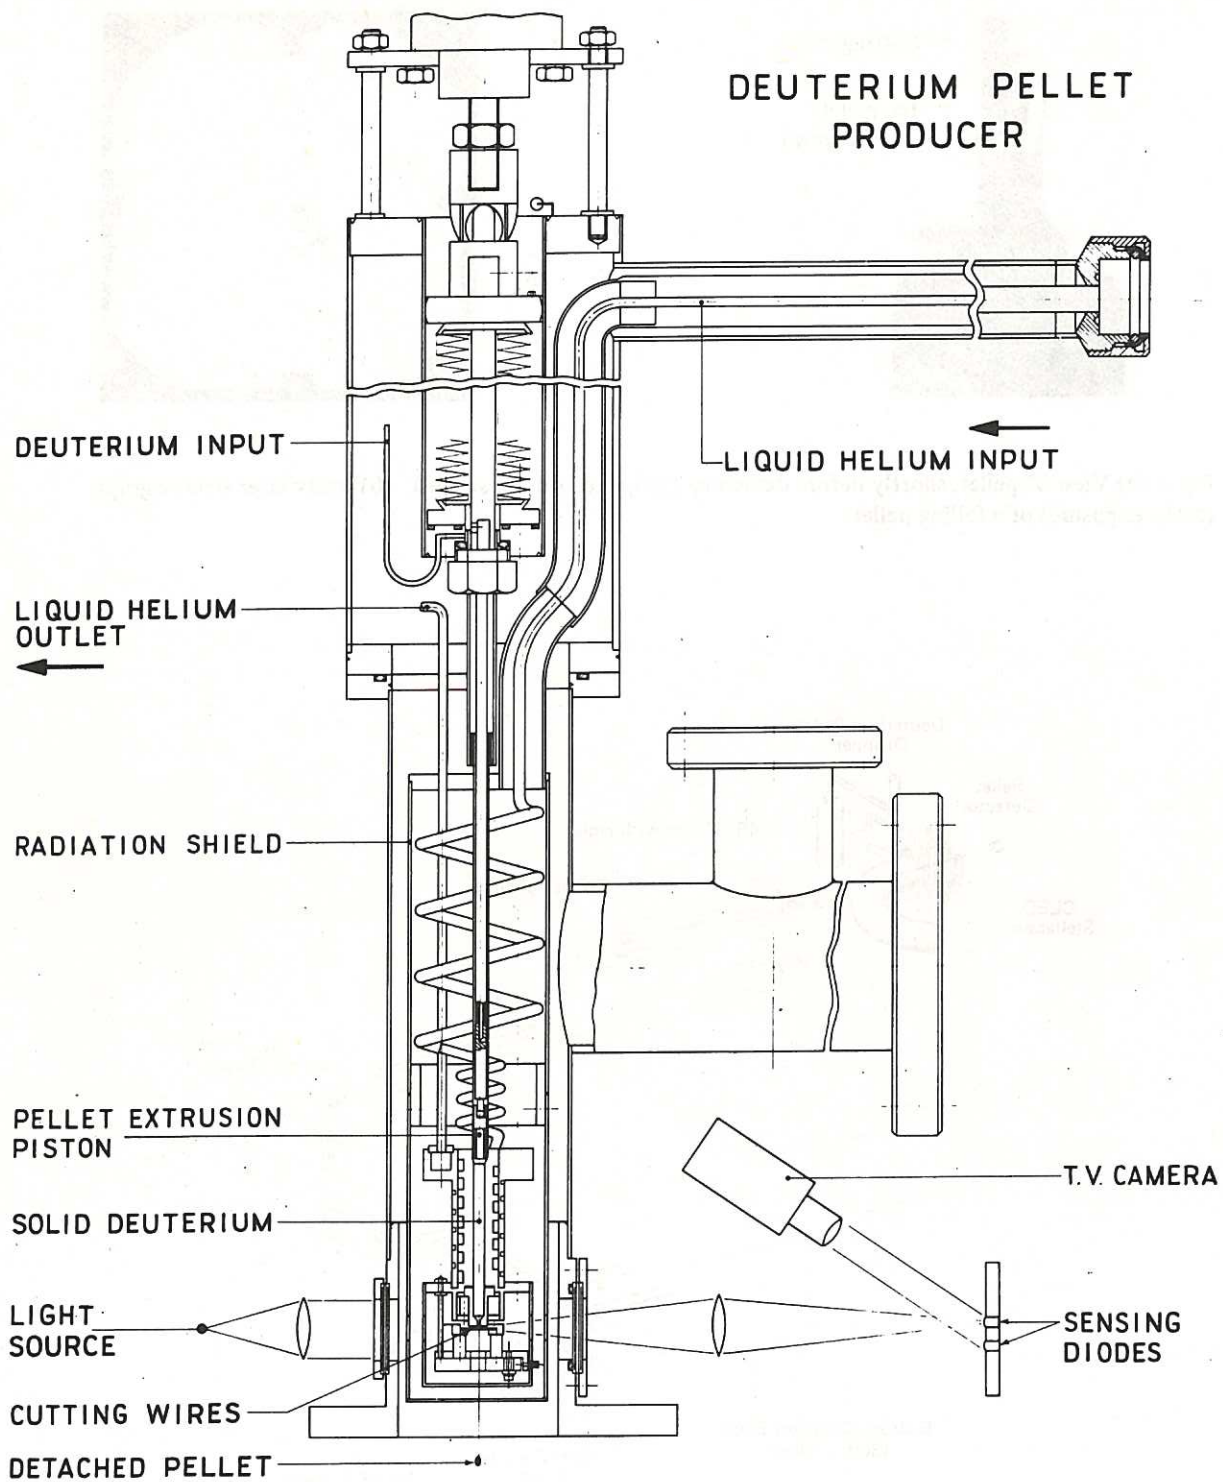 DEUTERIUM PELLET
PRODUCER
DEUTERIUM INPUT
LIQUID HELIUM INPUT
LIQUID HELIUM
OUTLET
RADIATION SHIELD
PELLET EXTRUSION
PISTON
T.V. CAMERA
SOLID DEUTERIUM
LIGHT
SOURCE
SENSING
DIODES
CUTTING WIRES
DETACHED PELLET